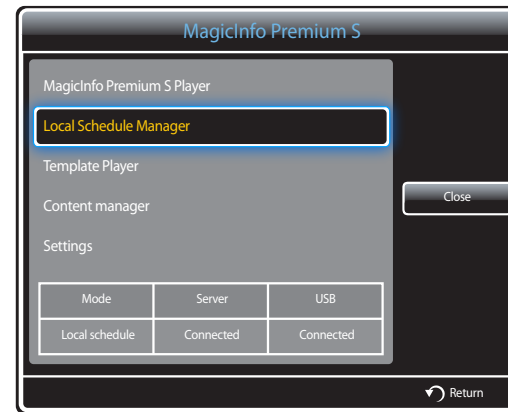 MagicInfo Premium S
MagicInfo Premium S Player
Local Schedule Manager
Template Player
Content manager
Settings
Close
Mode Server USB
Local schedule Connected Connected
Return